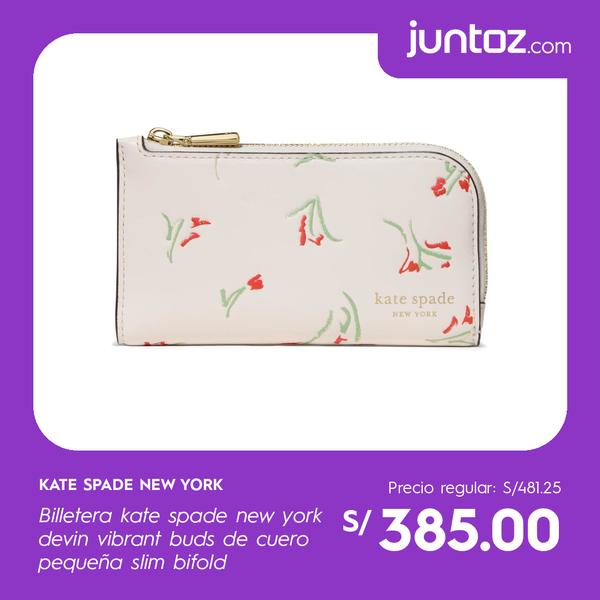 juntoz.com
kate spade
NEW YORK
KATE SPADE NEW YORK
Billetera kate spade new york
devin vibrant buds de cuero
pequeña slim bifold
Precio regular: S/481.25
S/ 385.00